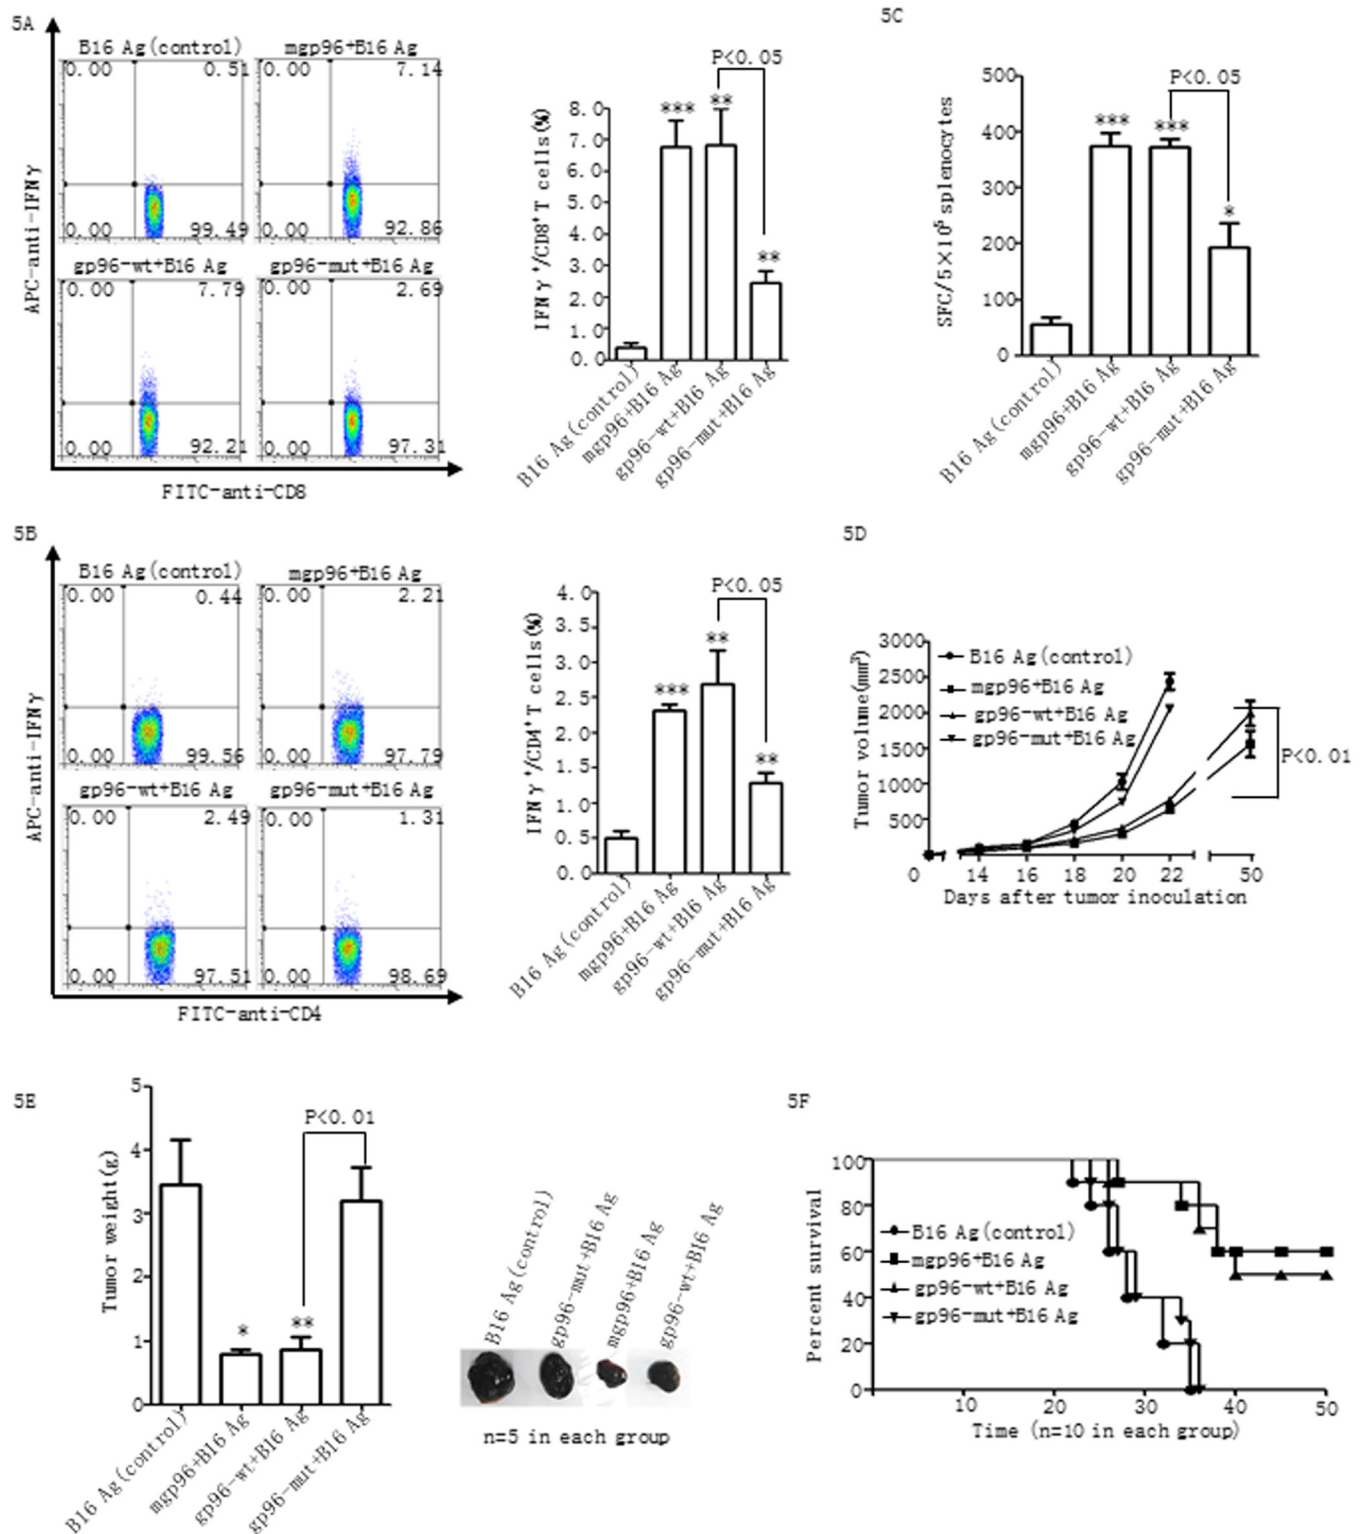 5A
B16 Ag(control)
mgp96+B16 Ag
0.00 0.51
0.00 7.14
0.00 99.49
0.00 92.86
gp96-wt+B16 Ag
gp96-mut+B16 Ag
0.00 7.79
0.00 2.69
0.00 92.21
0.00 97.31
APC-anti-IFNγ
FITC-anti-CD8
P<0.05
*** ** **
IFNγ⁺/CD8⁺T cells(%)
8.0
7.0
6.0
5.0
4.0
3.0
2.0
1.0
0.0
B16 Ag(control)
mgp96+B16 Ag
gp96-wt+B16 Ag
gp96-mut+B16 Ag
5C
P<0.05
*** *** *
SFC/5×10⁵ splenocytes
500
400
300
200
100
0
B16 Ag(control)
mgp96+B16 Ag
gp96-wt+B16 Ag
gp96-mut+B16 Ag
5B
B16 Ag(control)
mgp96+B16 Ag
0.00 0.44
0.00 2.21
0.00 99.56
0.00 97.79
gp96-wt+B16 Ag
gp96-mut+B16 Ag
0.00 2.49
0.00 1.31
0.00 97.51
0.00 98.69
APC-anti-IFNγ
FITC-anti-CD4
P<0.05
*** ** **
IFNγ⁺/CD4⁺T cells(%)
4.0
3.5
3.0
2.5
2.0
1.5
1.0
0.5
0.0
B16 Ag(control)
mgp96+B16 Ag
gp96-wt+B16 Ag
gp96-mut+B16 Ag
5D
Tumor volume(mm³)
3000
2500
2000
1500
1000
500
B16 Ag(control)
mgp96+B16 Ag
gp96-wt+B16 Ag
gp96-mut+B16 Ag
P<0.01
0 14 16 18 20 22 50
Days after tumor inoculation
5E
Tumor weight(g)
5
4
3
2
1
0
P<0.01
* **
B16 Ag(control)
mgp96+B16 Ag
gp96-wt+B16 Ag
gp96-mut+B16 Ag
B16 Ag(control)
gp96-mut+B16 Ag
mgp96+B16 Ag
gp96-wt+B16 Ag
n=5 in each group
5F
Percent survival
100
80
60
40
20
0
B16 Ag(control)
mgp96+B16 Ag
gp96-wt+B16 Ag
gp96-mut+B16 Ag
10 20 30 40 50
Time (n=10 in each group)